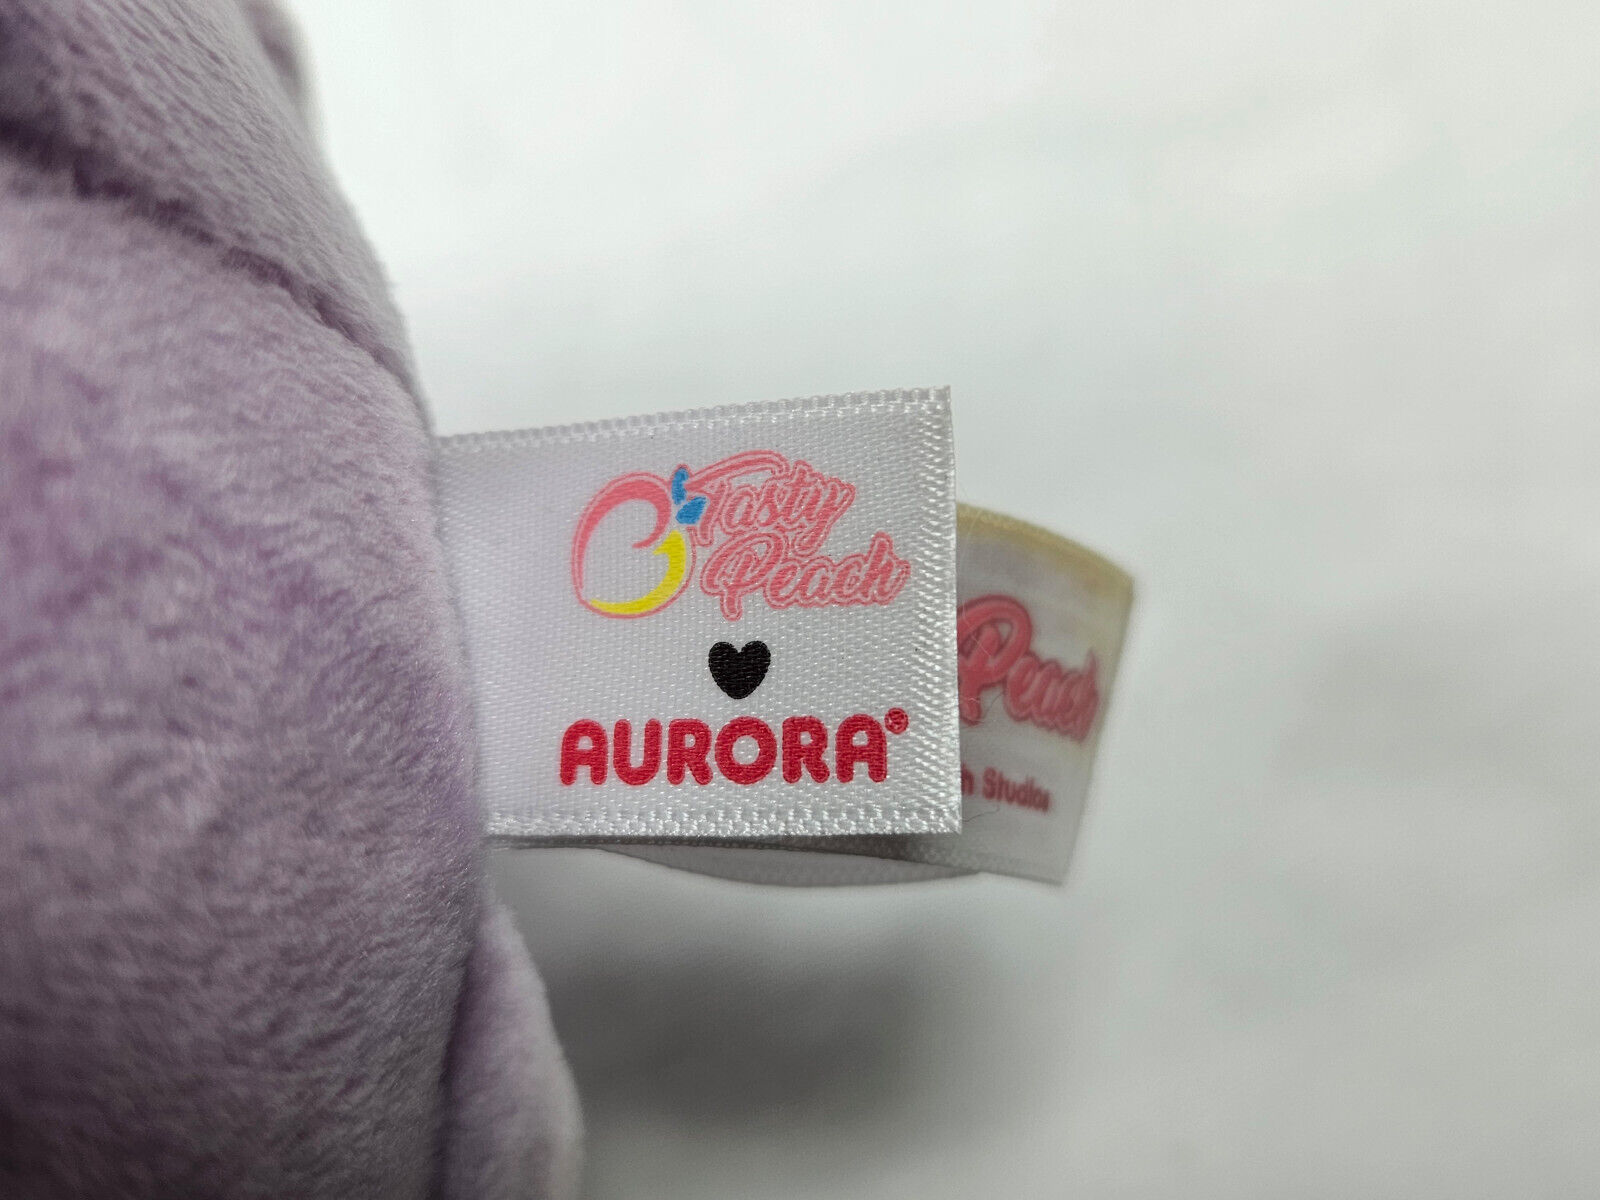 Tasty
Peach
AURORA®
Peach
h Studios